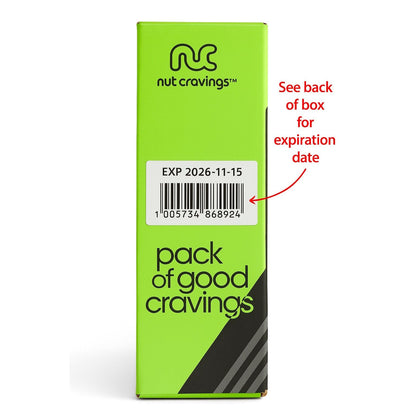 nc
nut cravings™
See back
of box
for
expiration
date
EXP 2026-11-15
1 005734 868924
pack
of good
cravings